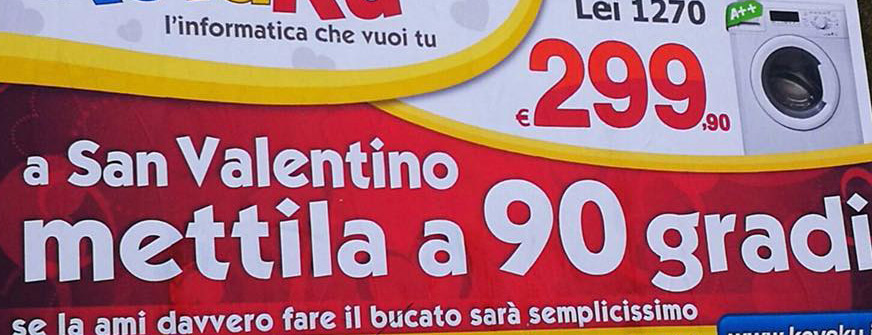 l'informatica che vuoi tu
Lei 1270
A++
€299,90
a San Valentino
mettila a 90 gradi
se la ami davvero fare il bucato sarà semplicissimo